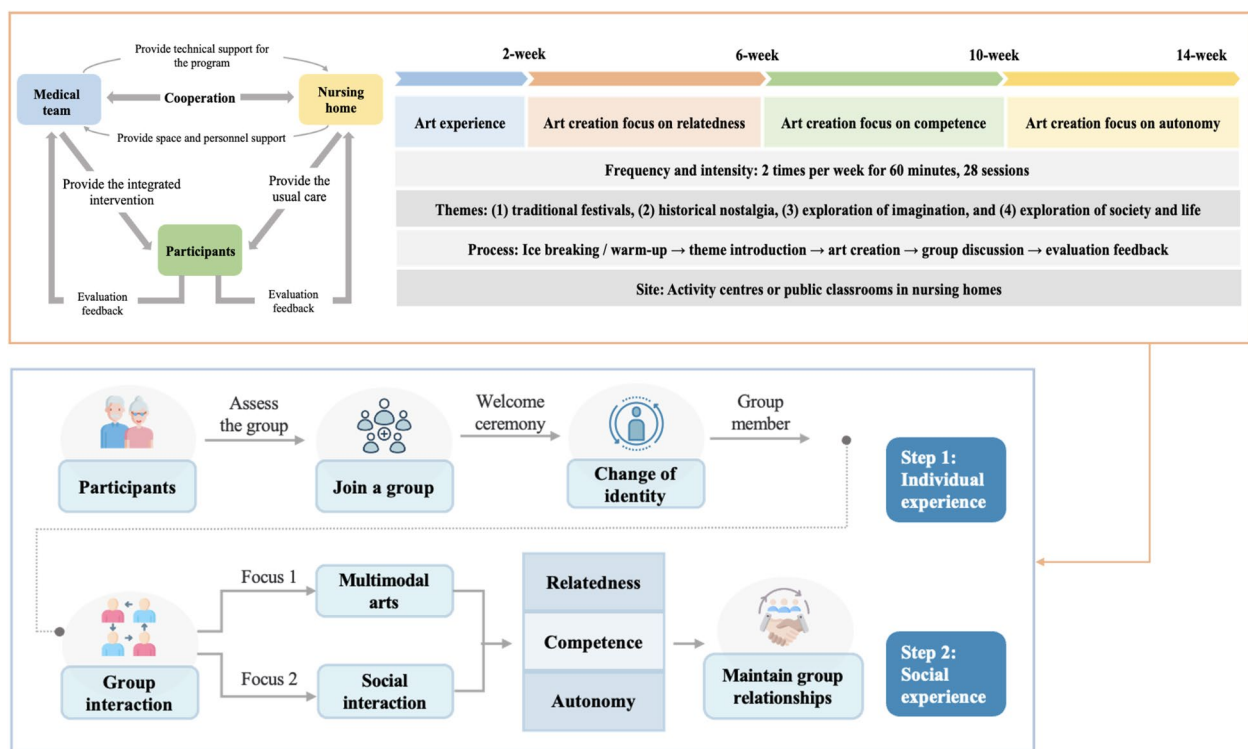 Provide technical support for
the program
Medical
team
Cooperation
Nursing
home
Provide space and personnel support
Provide the integrated
intervention
Provide the
usual care
Participants
Evaluation
feedback
Evaluation
feedback
2-week
6-week
10-week
14-week
Art experience
Art creation focus on relatedness
Art creation focus on competence
Art creation focus on autonomy
Frequency and intensity: 2 times per week for 60 minutes, 28 sessions
Themes: (1) traditional festivals, (2) historical nostalgia, (3) exploration of imagination, and (4) exploration of society and life
Process: Ice breaking / warm-up → theme introduction → art creation → group discussion → evaluation feedback
Site: Activity centres or public classrooms in nursing homes
Participants
Assess
the group
Join a group
Welcome
ceremony
Change of
identity
Group
member
Step 1:
Individual
experience
Group
interaction
Focus 1
Multimodal
arts
Focus 2
Social
interaction
Relatedness
Competence
Autonomy
Maintain group
relationships
Step 2:
Social
experience